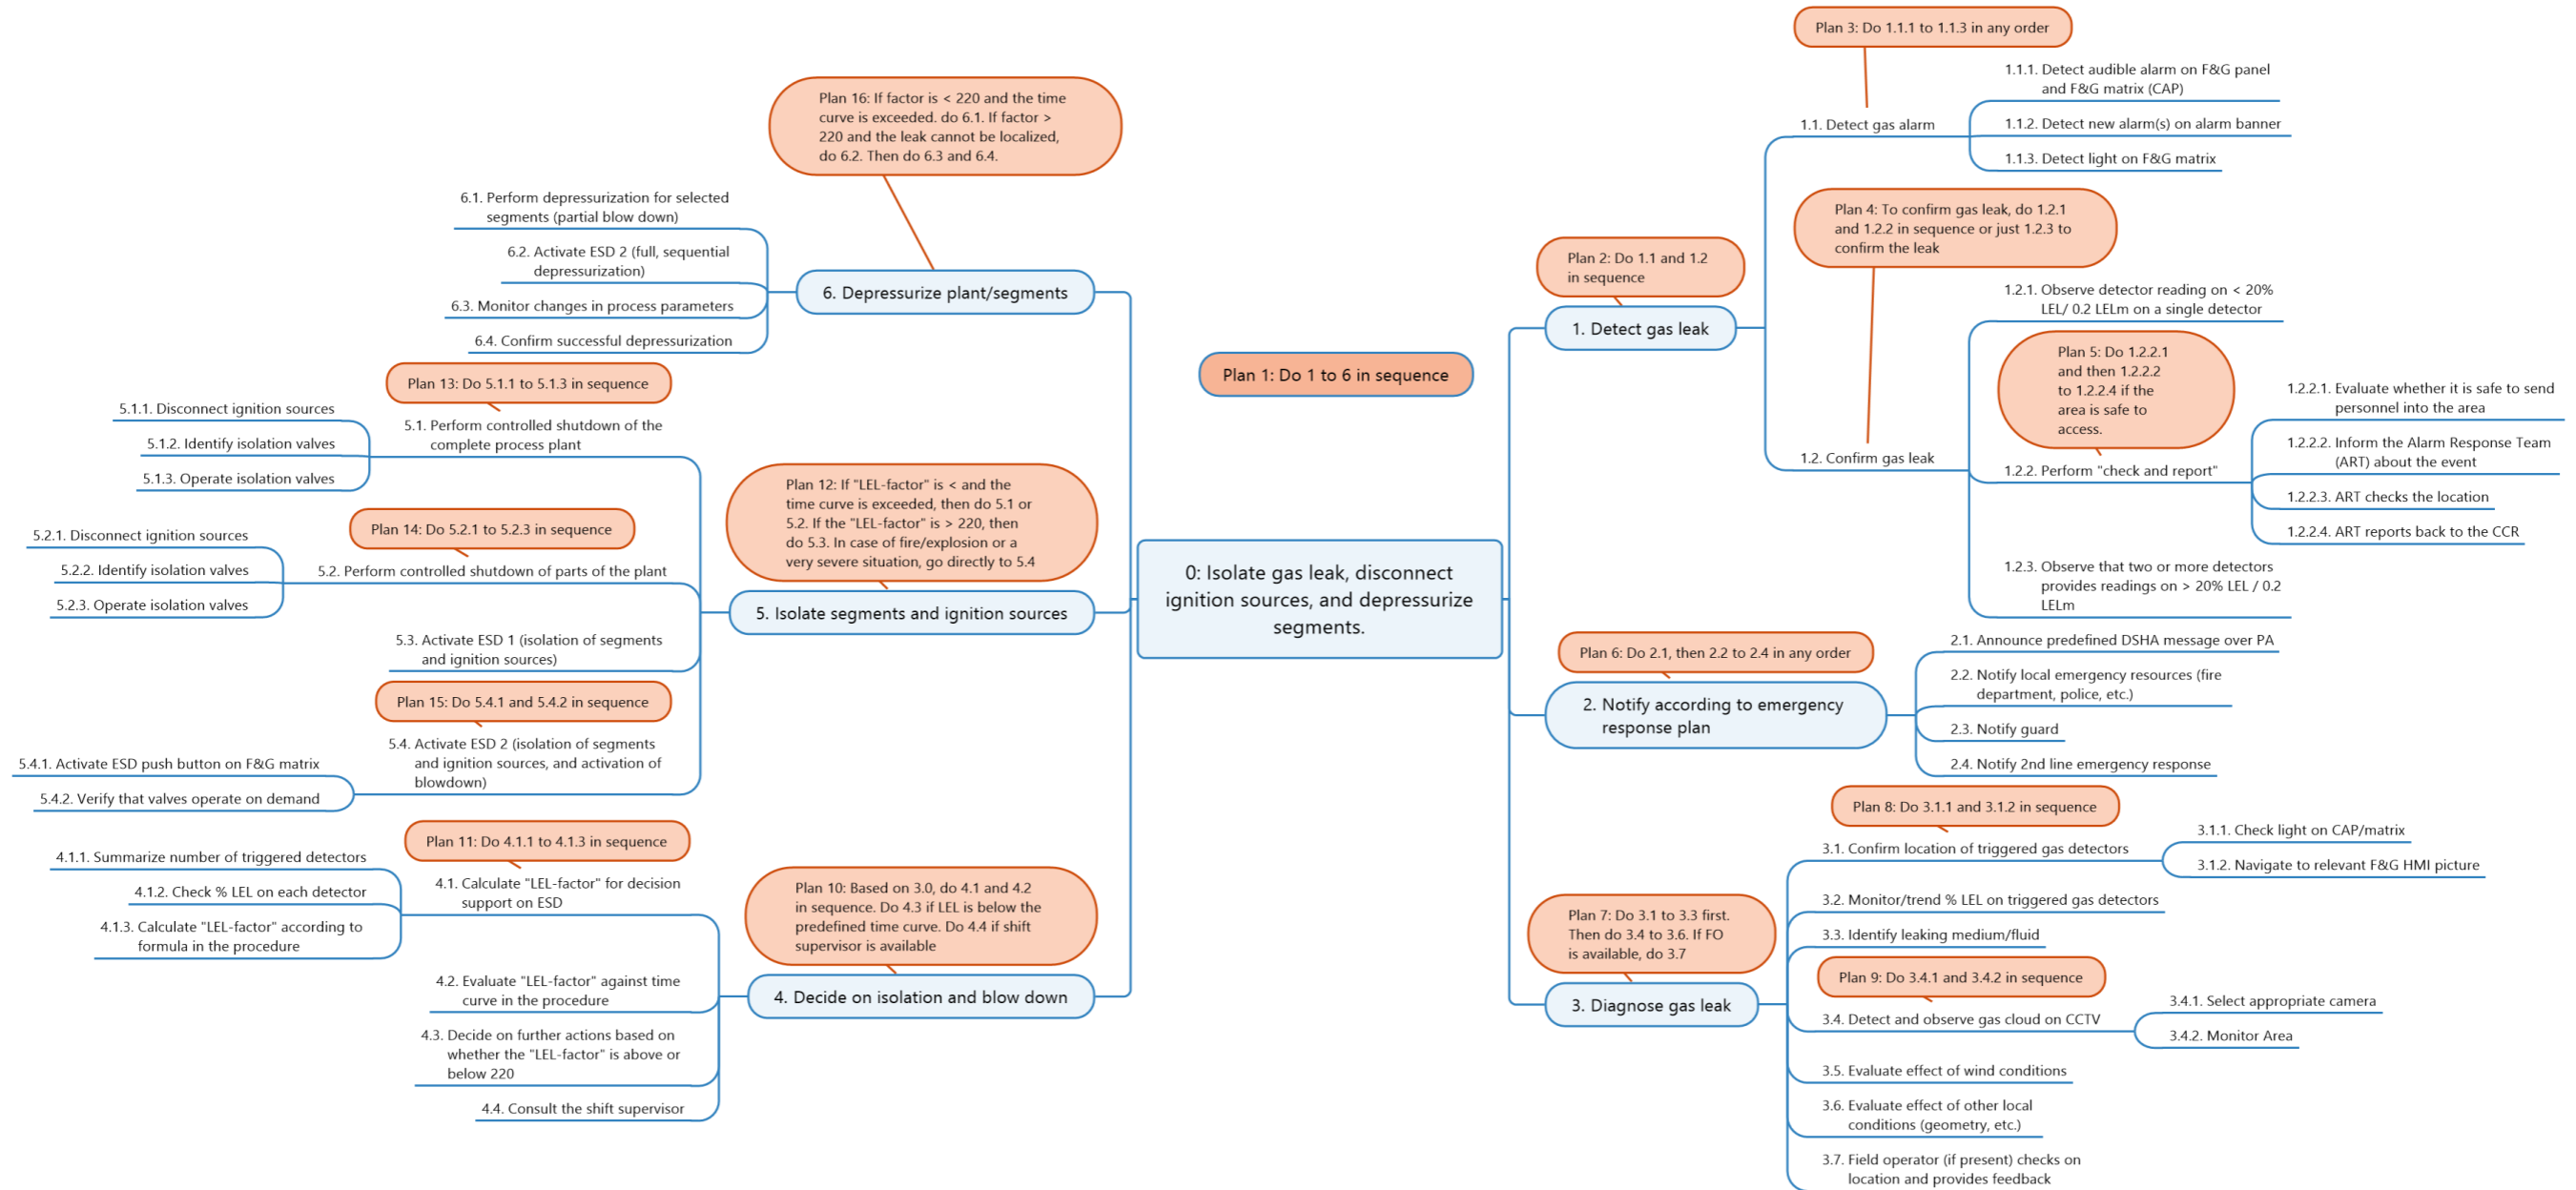 0: Isolate gas leak, disconnect
ignition sources, and depressurize
segments.
Plan 1: Do 1 to 6 in sequence
Plan 2: Do 1.1 and 1.2
in sequence
1. Detect gas leak
Plan 3: Do 1.1.1 to 1.1.3 in any order
1.1. Detect gas alarm
1.1.1. Detect audible alarm on F&G panel
and F&G matrix (CAP)
1.1.2. Detect new alarm(s) on alarm banner
1.1.3. Detect light on F&G matrix
Plan 4: To confirm gas leak, do 1.2.1
and 1.2.2 in sequence or just 1.2.3 to
confirm the leak
1.2. Confirm gas leak
1.2.1. Observe detector reading on < 20%
LEL/ 0.2 LELm on a single detector
Plan 5: Do 1.2.2.1
and then 1.2.2.2
to 1.2.2.4 if the
area is safe to
access.
1.2.2. Perform "check and report"
1.2.2.1. Evaluate whether it is safe to send
personnel into the area
1.2.2.2. Inform the Alarm Response Team
(ART) about the event
1.2.2.3. ART checks the location
1.2.2.4. ART reports back to the CCR
1.2.3. Observe that two or more detectors
provides readings on > 20% LEL / 0.2
LELm
Plan 6: Do 2.1, then 2.2 to 2.4 in any order
2. Notify according to emergency
response plan
2.1. Announce predefined DSHA message over PA
2.2. Notify local emergency resources (fire
department, police, etc.)
2.3. Notify guard
2.4. Notify 2nd line emergency response
Plan 7: Do 3.1 to 3.3 first.
Then do 3.4 to 3.6. If FO
is available, do 3.7
3. Diagnose gas leak
Plan 8: Do 3.1.1 and 3.1.2 in sequence
3.1. Confirm location of triggered gas detectors
3.1.1. Check light on CAP/matrix
3.1.2. Navigate to relevant F&G HMI picture
3.2. Monitor/trend % LEL on triggered gas detectors
3.3. Identify leaking medium/fluid
Plan 9: Do 3.4.1 and 3.4.2 in sequence
3.4. Detect and observe gas cloud on CCTV
3.4.1. Select appropriate camera
3.4.2. Monitor Area
3.5. Evaluate effect of wind conditions
3.6. Evaluate effect of other local
conditions (geometry, etc.)
3.7. Field operator (if present) checks on
location and provides feedback
Plan 10: Based on 3.0, do 4.1 and 4.2
in sequence. Do 4.3 if LEL is below the
predefined time curve. Do 4.4 if shift
supervisor is available
4. Decide on isolation and blow down
Plan 11: Do 4.1.1 to 4.1.3 in sequence
4.1. Calculate "LEL-factor" for decision
support on ESD
4.1.1. Summarize number of triggered detectors
4.1.2. Check % LEL on each detector
4.1.3. Calculate "LEL-factor" according to
formula in the procedure
4.2. Evaluate "LEL-factor" against time
curve in the procedure
4.3. Decide on further actions based on
whether the "LEL-factor" is above or
below 220
4.4. Consult the shift supervisor
Plan 12: If "LEL-factor" is < and the
time curve is exceeded, then do 5.1 or
5.2. If the "LEL-factor" is > 220, then
do 5.3. In case of fire/explosion or a
very severe situation, go directly to 5.4
5. Isolate segments and ignition sources
Plan 13: Do 5.1.1 to 5.1.3 in sequence
5.1. Perform controlled shutdown of the
complete process plant
5.1.1. Disconnect ignition sources
5.1.2. Identify isolation valves
5.1.3. Operate isolation valves
Plan 14: Do 5.2.1 to 5.2.3 in sequence
5.2. Perform controlled shutdown of parts of the plant
5.2.1. Disconnect ignition sources
5.2.2. Identify isolation valves
5.2.3. Operate isolation valves
5.3. Activate ESD 1 (isolation of segments
and ignition sources)
Plan 15: Do 5.4.1 and 5.4.2 in sequence
5.4. Activate ESD 2 (isolation of segments
and ignition sources, and activation of
blowdown)
5.4.1. Activate ESD push button on F&G matrix
5.4.2. Verify that valves operate on demand
Plan 16: If factor is < 220 and the time
curve is exceeded. do 6.1. If factor >
220 and the leak cannot be localized,
do 6.2. Then do 6.3 and 6.4.
6. Depressurize plant/segments
6.1. Perform depressurization for selected
segments (partial blow down)
6.2. Activate ESD 2 (full, sequential
depressurization)
6.3. Monitor changes in process parameters
6.4. Confirm successful depressurization